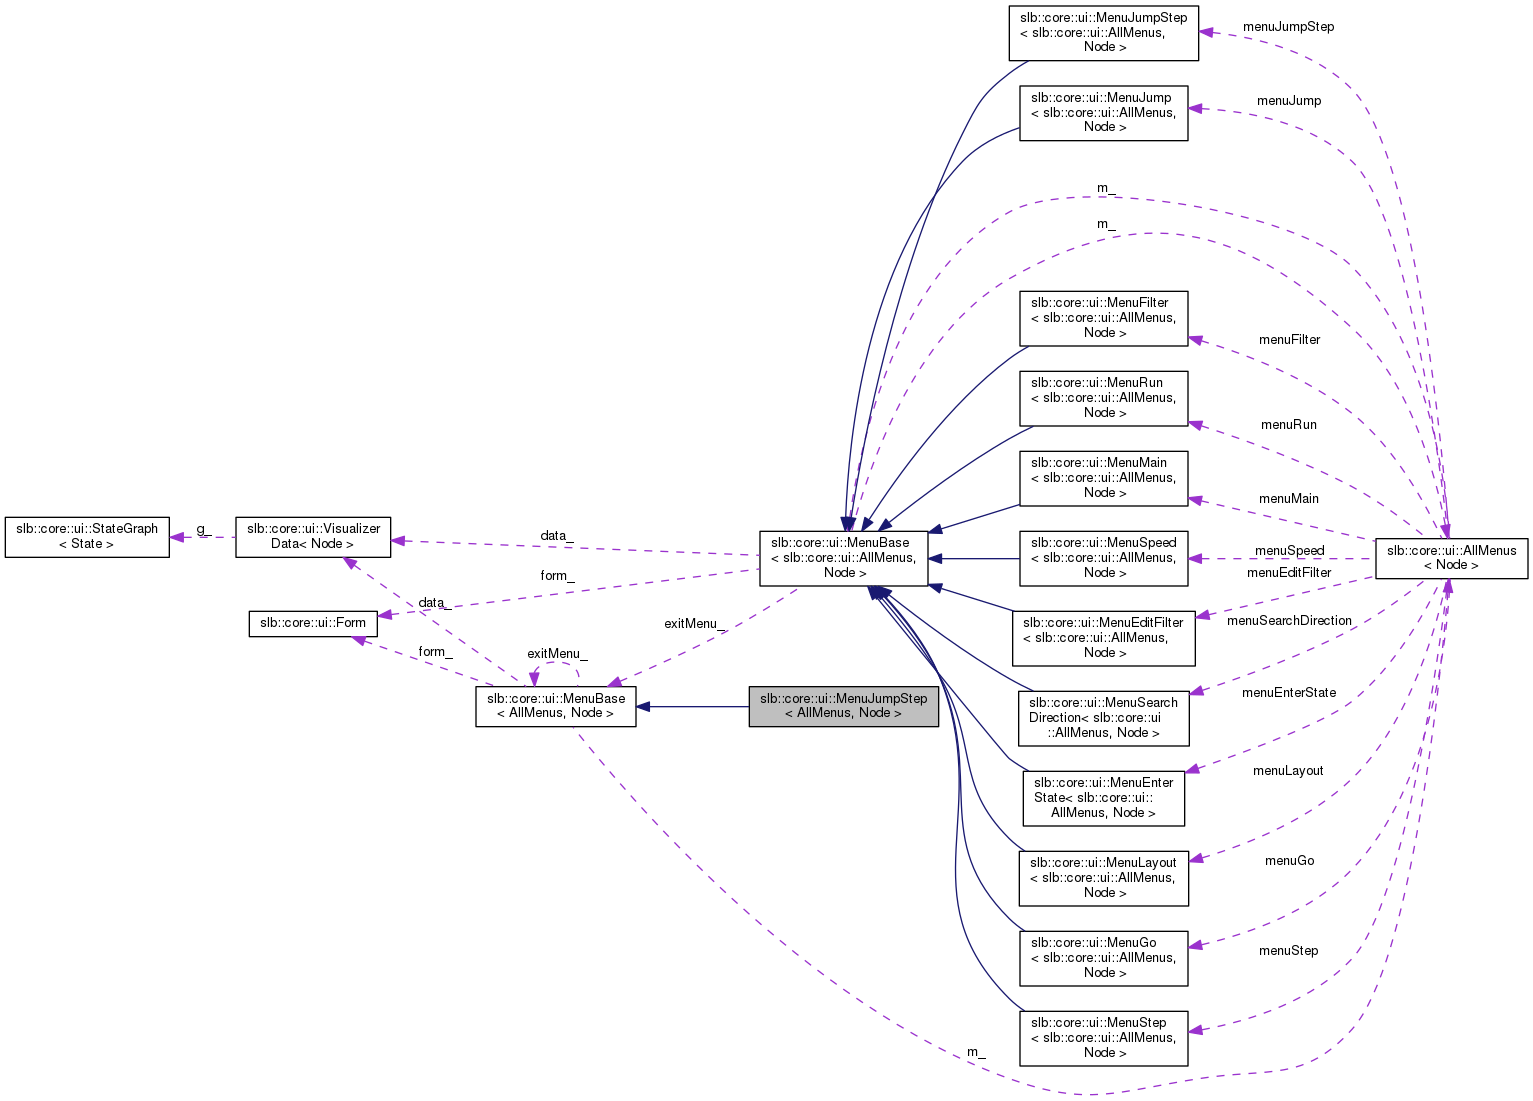 slb::core::ui::MenuJumpStep
< slb::core::ui::AllMenus,
Node >
menuJumpStep
slb::core::ui::MenuJump
< slb::core::ui::AllMenus,
Node >
menuJump
m_
m_
slb::core::ui::MenuFilter
< slb::core::ui::AllMenus,
Node >
menuFilter
slb::core::ui::MenuRun
< slb::core::ui::AllMenus,
Node >
menuRun
slb::core::ui::MenuMain
< slb::core::ui::AllMenus,
Node >
menuMain
slb::core::ui::StateGraph
< State >
g_
slb::core::ui::Visualizer
Data< Node >
data_
slb::core::ui::MenuBase
< slb::core::ui::AllMenus,
Node >
slb::core::ui::MenuSpeed
< slb::core::ui::AllMenus,
Node >
menuSpeed
slb::core::ui::AllMenus
< Node >
form_
menuEditFilter
data_
slb::core::ui::Form
exitMenu_
slb::core::ui::MenuEditFilter
< slb::core::ui::AllMenus,
Node >
menuSearchDirection
form_
exitMenu_
slb::core::ui::MenuBase
< AllMenus, Node >
slb::core::ui::MenuJumpStep
< AllMenus, Node >
slb::core::ui::MenuSearch
Direction< slb::core::ui
::AllMenus, Node >
menuEnterState
slb::core::ui::MenuEnter
State< slb::core::ui::
AllMenus, Node >
menuLayout
slb::core::ui::MenuLayout
< slb::core::ui::AllMenus,
Node >
menuGo
slb::core::ui::MenuGo
< slb::core::ui::AllMenus,
Node >
menuStep
slb::core::ui::MenuStep
< slb::core::ui::AllMenus,
Node >
m_